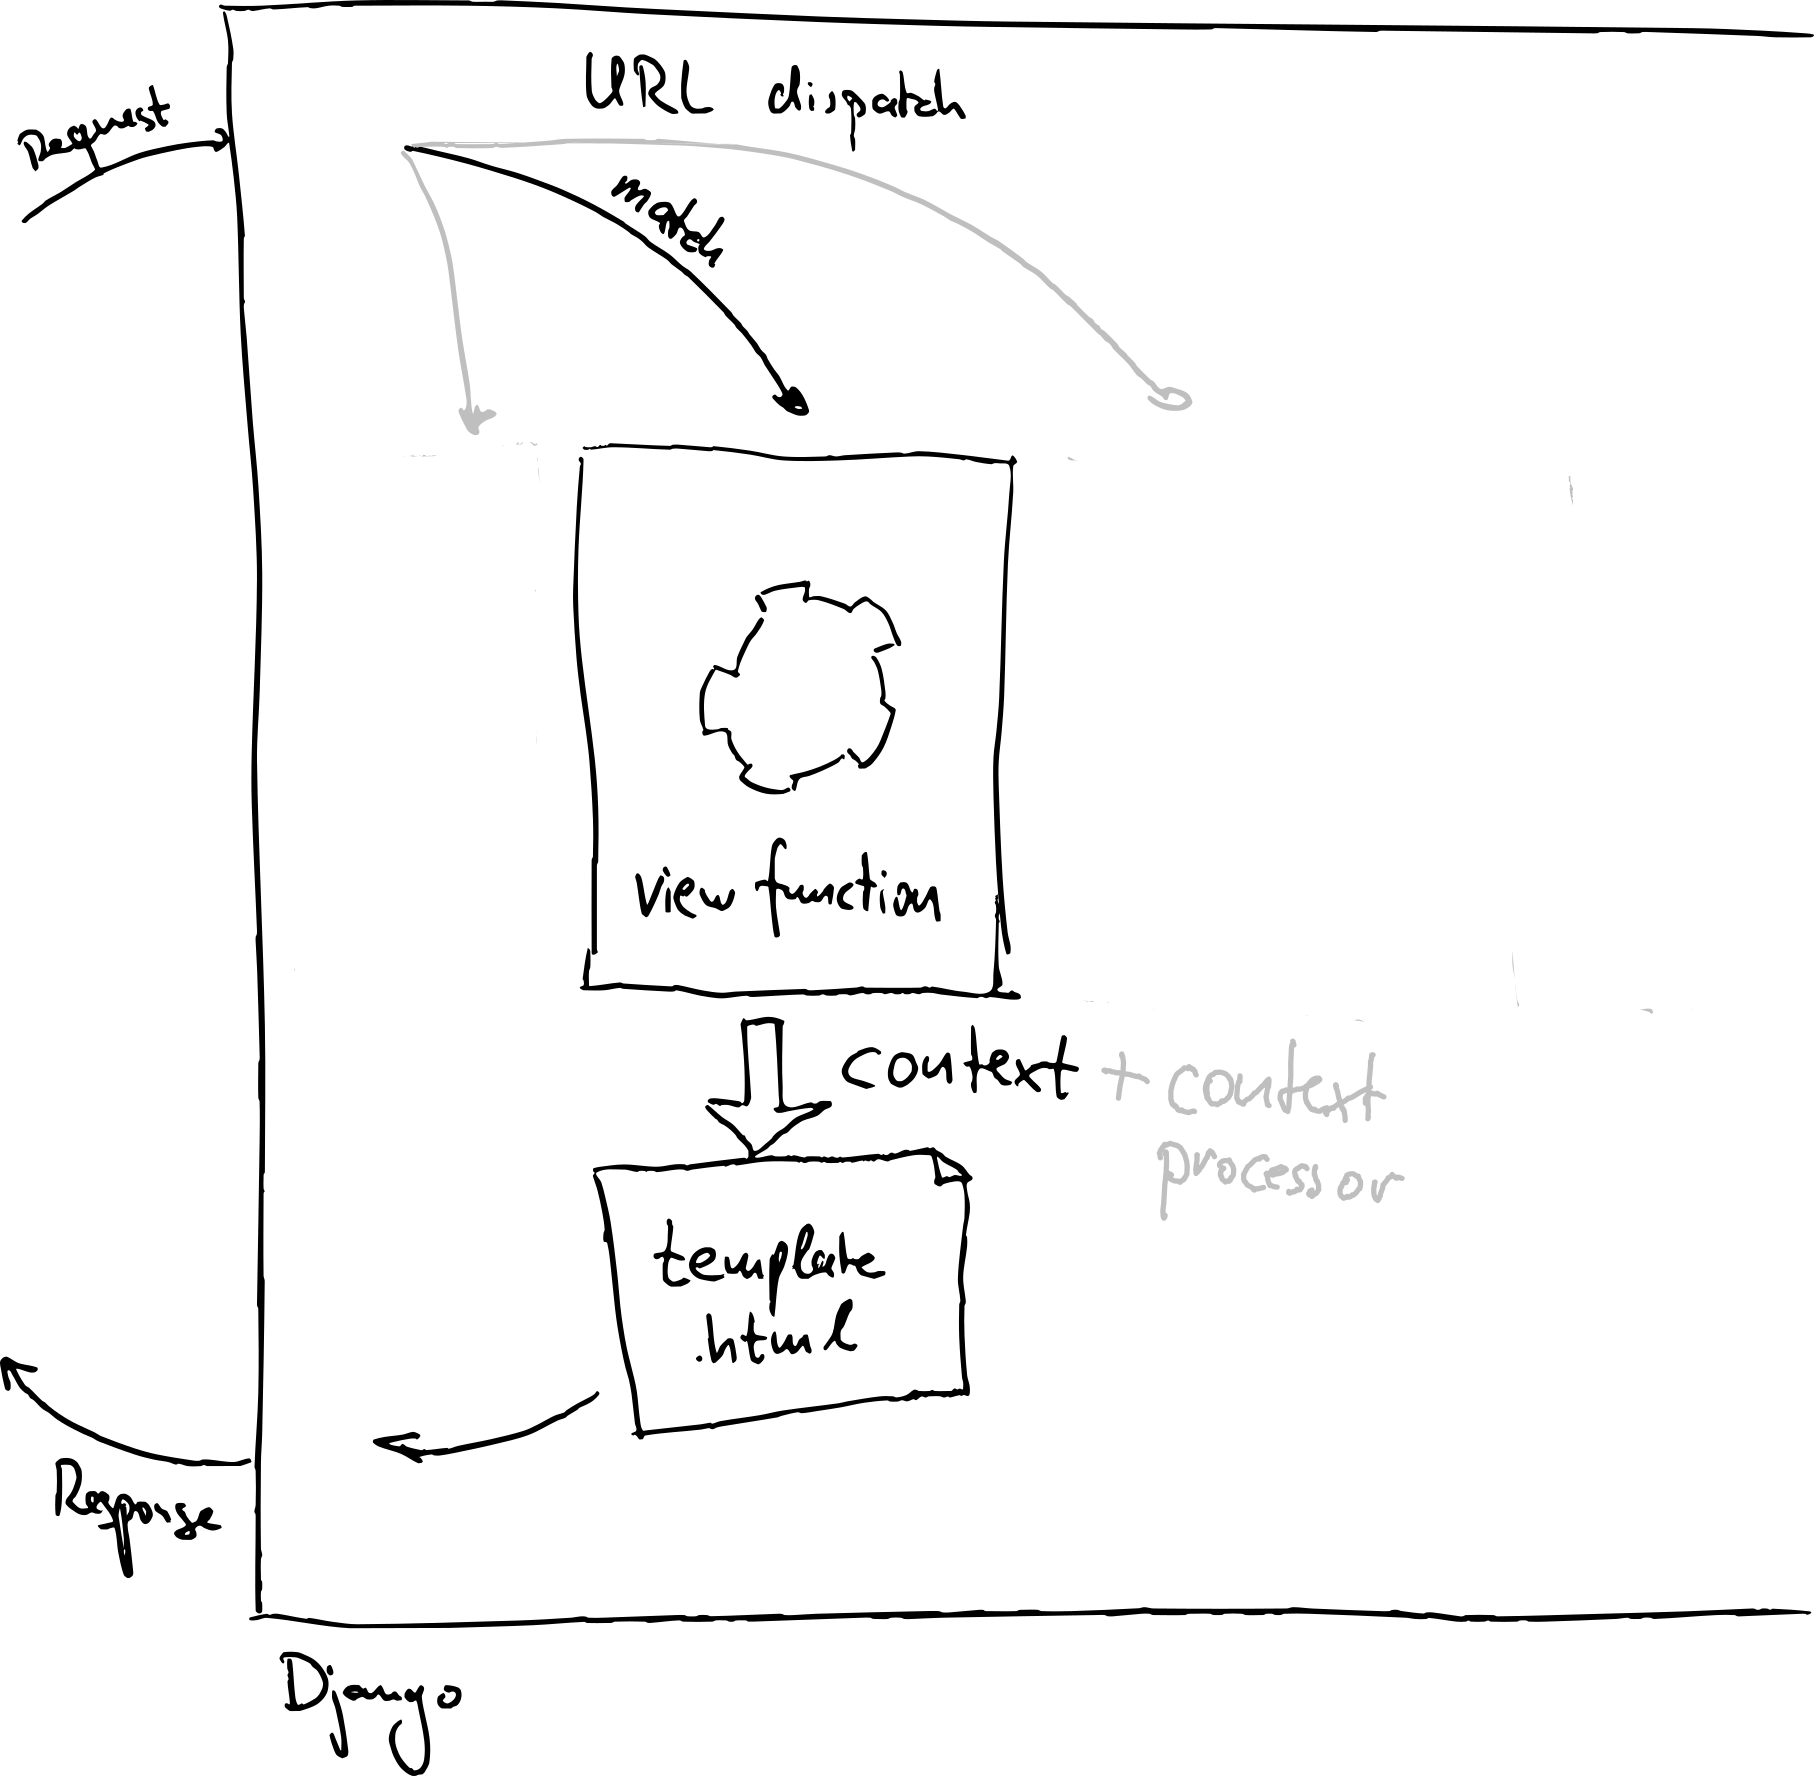 URL dispatch
Request
match
view function
context + context
processor
template
.html
Response
Django